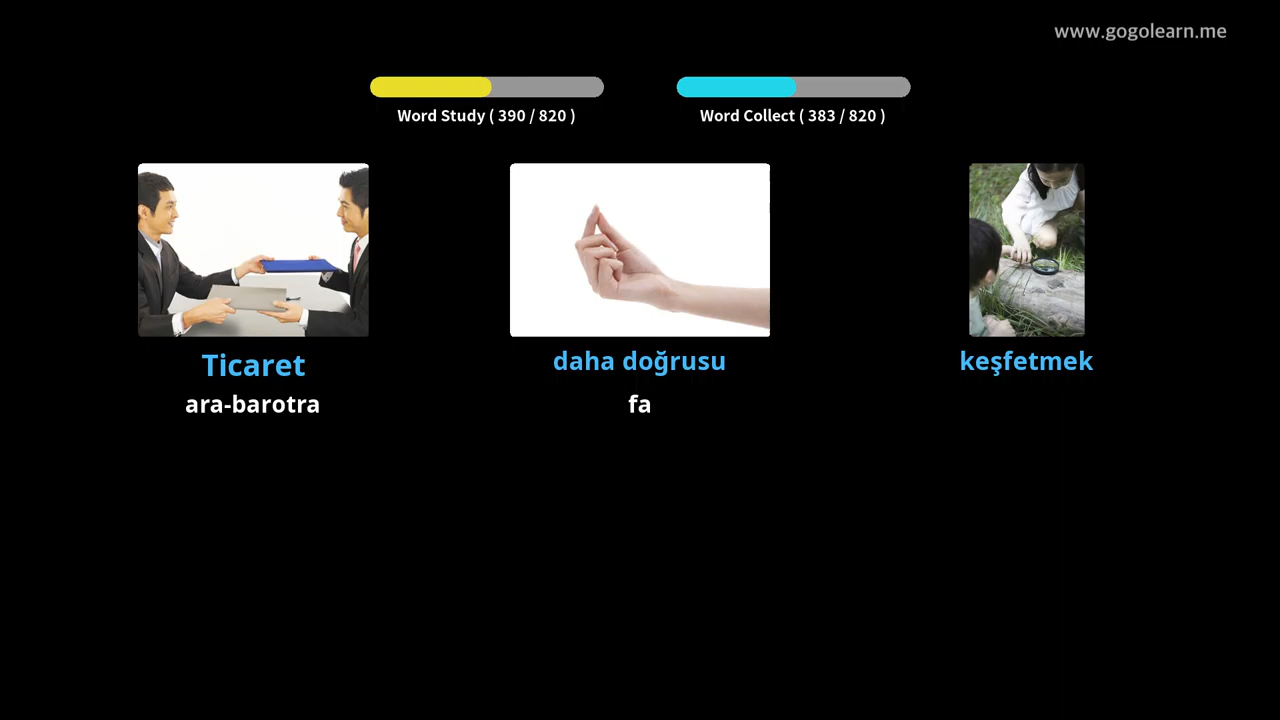 www.gogolearn.me
Word Study ( 390 / 820 )
Word Collect ( 383 / 820 )
Ticaret
daha doğrusu
keşfetmek
ara-barotra
fa